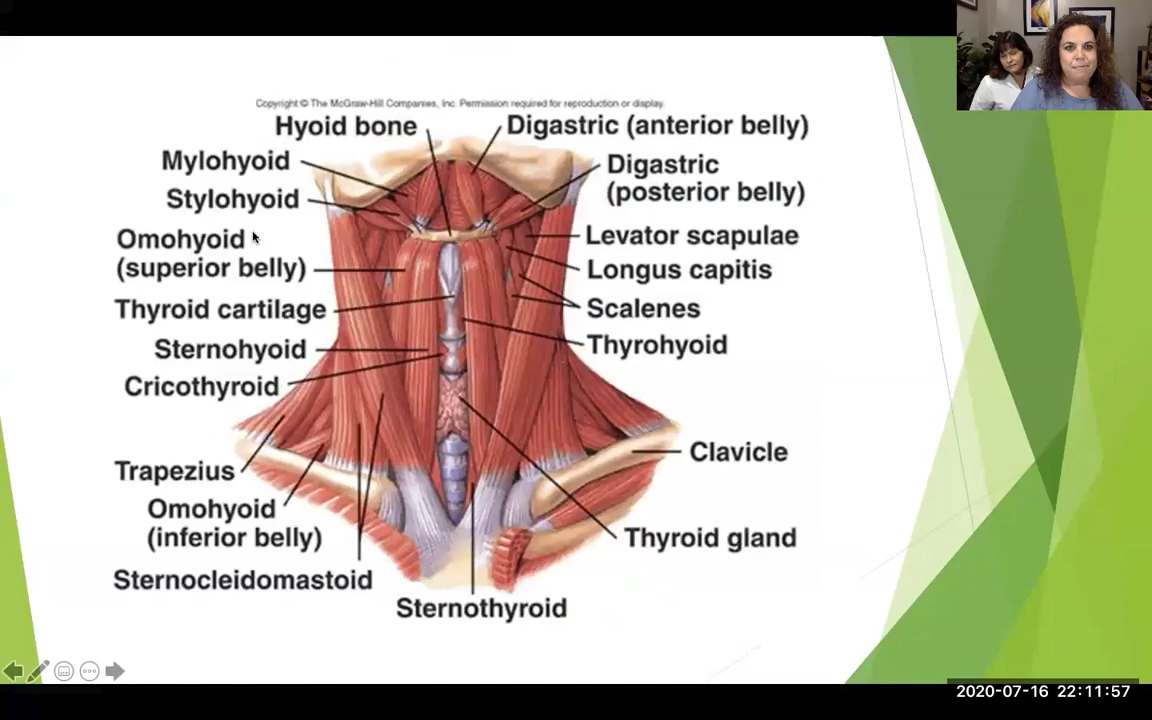 Copyright © The McGraw-Hill Companies, Inc. Permission required for reproduction or display.
Hyoid bone
Digastric (anterior belly)
Mylohyoid
Digastric
(posterior belly)
Stylohyoid
Omohyoid
(superior belly)
Levator scapulae
Longus capitis
Thyroid cartilage
Scalenes
Sternohyoid
Thyrohyoid
Cricothyroid
Trapezius
Clavicle
Omohyoid
(inferior belly)
Thyroid gland
Sternocleidomastoid
Sternothyroid
2020-07-16 22:11:57